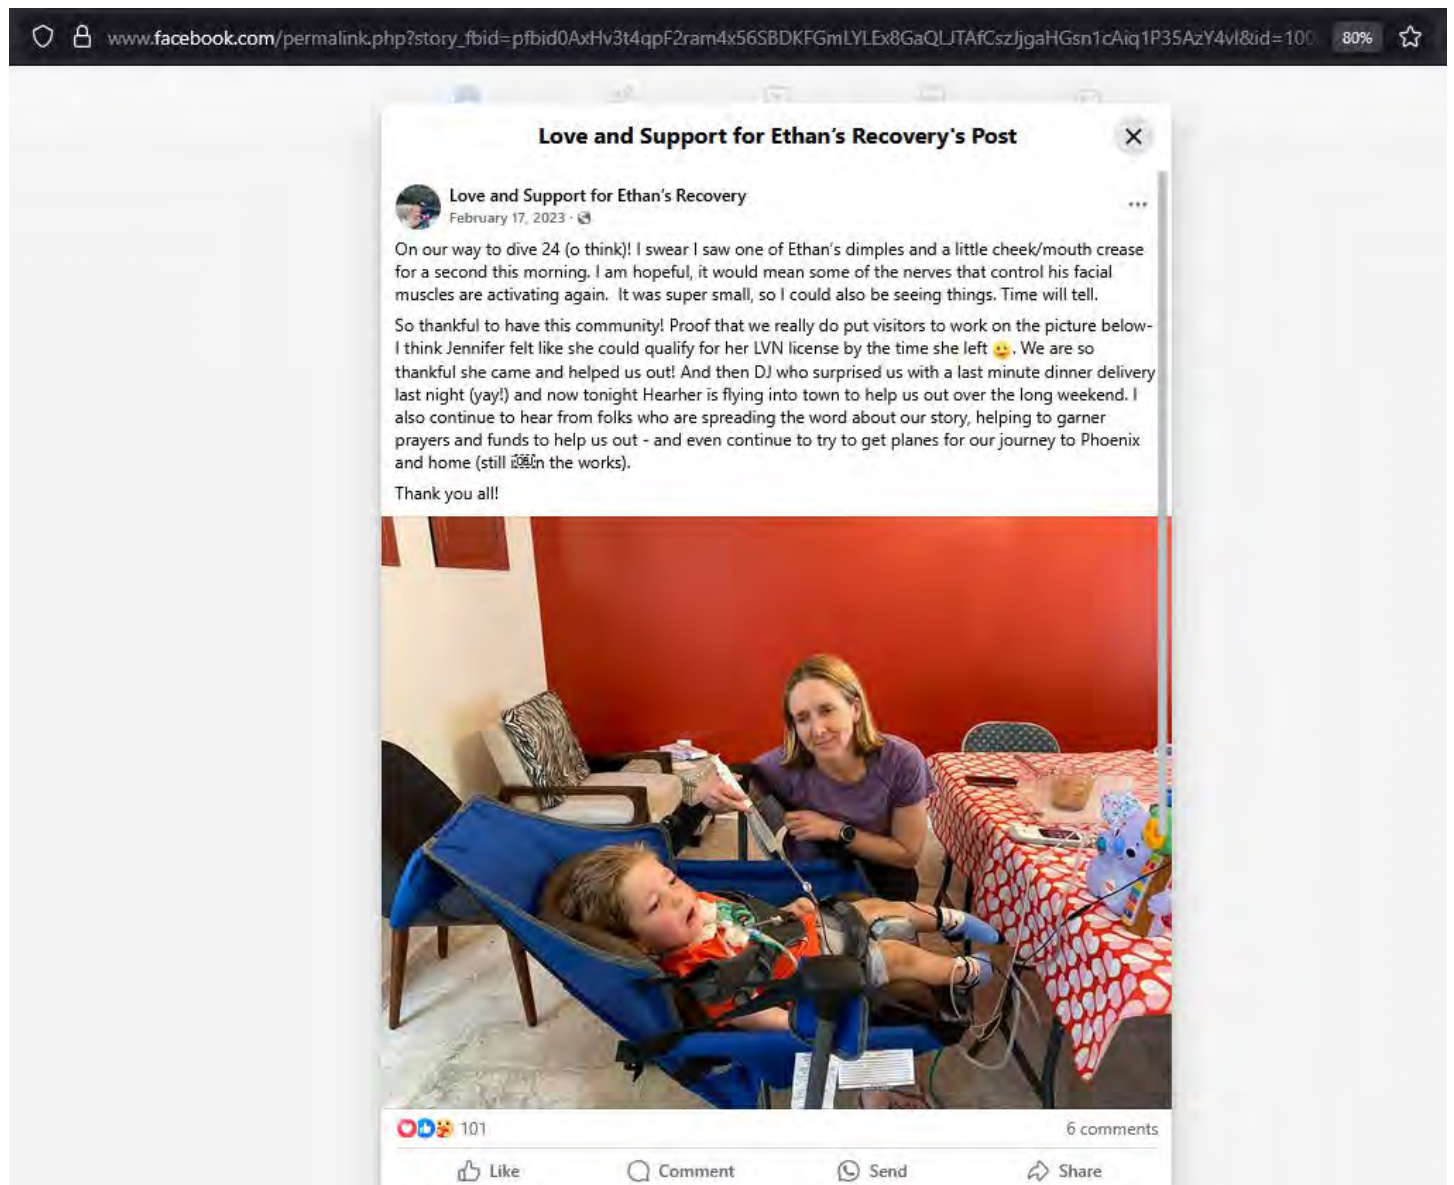 www.facebook.com/permalink.php?story_fbid=pfbid0AxHv3t4qpF2ram4x56SBDKFGmLYLEx8GaQLJTAfCszJjgaHGsn1cAiq1P35AzY4vl&id=100
80%
Love and Support for Ethan's Recovery's Post
Love and Support for Ethan's Recovery
February 17, 2023 ·
On our way to dive 24 (o think)! I swear I saw one of Ethan's dimples and a little cheek/mouth crease
for a second this morning. I am hopeful, it would mean some of the nerves that control his facial
muscles are activating again.  It was super small, so I could also be seeing things. Time will tell.
So thankful to have this community! Proof that we really do put visitors to work on the picture below-
I think Jennifer felt like she could qualify for her LVN license by the time she left 🙂. We are so
thankful she came and helped us out! And then DJ who surprised us with a last minute dinner delivery
last night (yay!) and now tonight Hearher is flying into town to help us out over the long weekend. I
also continue to hear from folks who are spreading the word about our story, helping to garner
prayers and funds to help us out - and even continue to try to get planes for our journey to Phoenix
and home (still i￼n the works).
Thank you all!
101
6 comments
Like
Comment
Send
Share